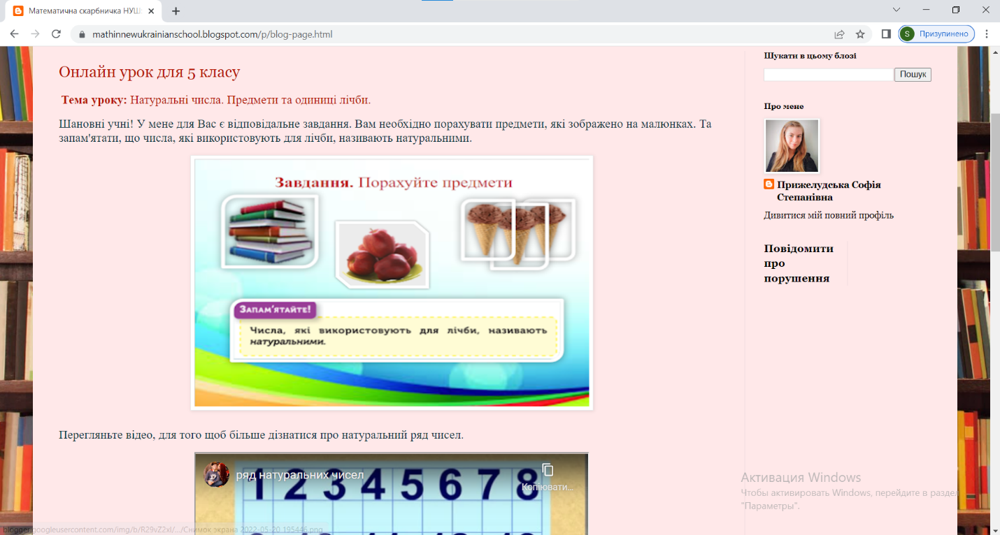 Математична скарбничка НУШ
mathinnewukrainianschool.blogspot.com/p/blog-page.html
S
Призупинено
Онлайн урок для 5 класу
Тема уроку: Натуральні числа. Предмети та одиниці лічби.
Шановні учні! У мене для Вас є відповідальне завдання. Вам необхідно порахувати предмети, які зображено на малюнках. Та
запам'ятати, що числа, які використовують для лічби, називають натуральними.
Завдання. Порахуйте предмети
ЗАПАМ'ЯТАЙТЕ!
Числа, які використовують для лічби, називають
натуральними.
Перегляньте відео, для того щоб більше дізнатися про натуральний ряд чисел.
ряд натуральних чисел
Копіювати...
1 2 3 4 5 6 7 8
Шукати в цьому блозі
Пошук
Про мене
Прижелудська Софія
Степанівна
Дивитися мій повний профіль
Повідомити
про
порушення
Активация Windows
Чтобы активировать Windows, перейдите в раздел
"Параметры".
blogger.googleusercontent.com/img/b/R29vZ2xl/.../Снимок экрана 2022-05-20 195446.png